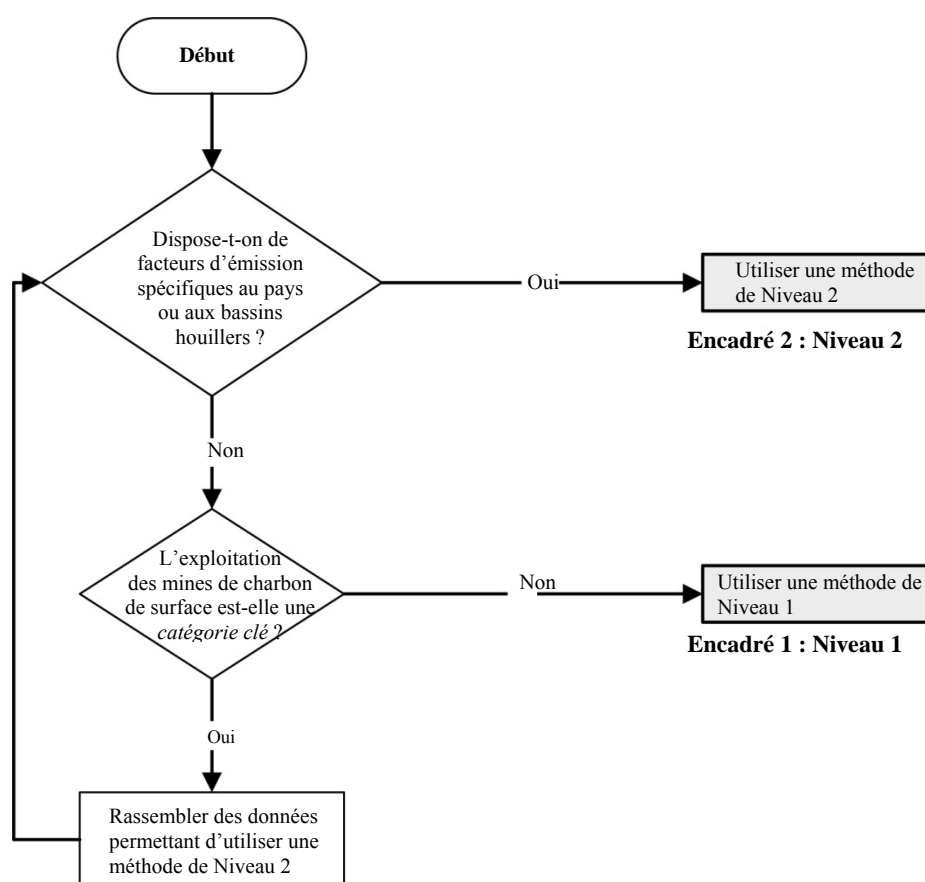 Début
Dispose-t-on de
facteurs d'émission
spécifiques au pays
ou aux bassins
houillers ?
Oui
Utiliser une méthode
de Niveau 2
Encadré 2 : Niveau 2
Non
L'exploitation
des mines de charbon
de surface est-elle une
catégorie clé ?
Non
Utiliser une méthode de
Niveau 1
Encadré 1 : Niveau 1
Oui
Rassembler des données
permettant d'utiliser une
méthode de Niveau 2